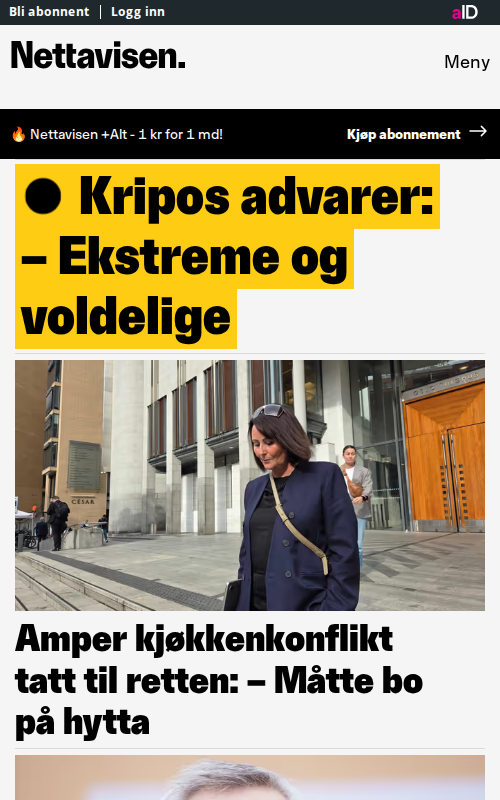 Bli abonnent | Logg inn
aID
Nettavisen.
Meny
🔥 Nettavisen +Alt - 1 kr for 1 md!
Kjøp abonnement →
Kripos advarer:
– Ekstreme og
voldelige
CESAR
Amper kjøkkenkonflikt
tatt til retten: – Måtte bo
på hytta